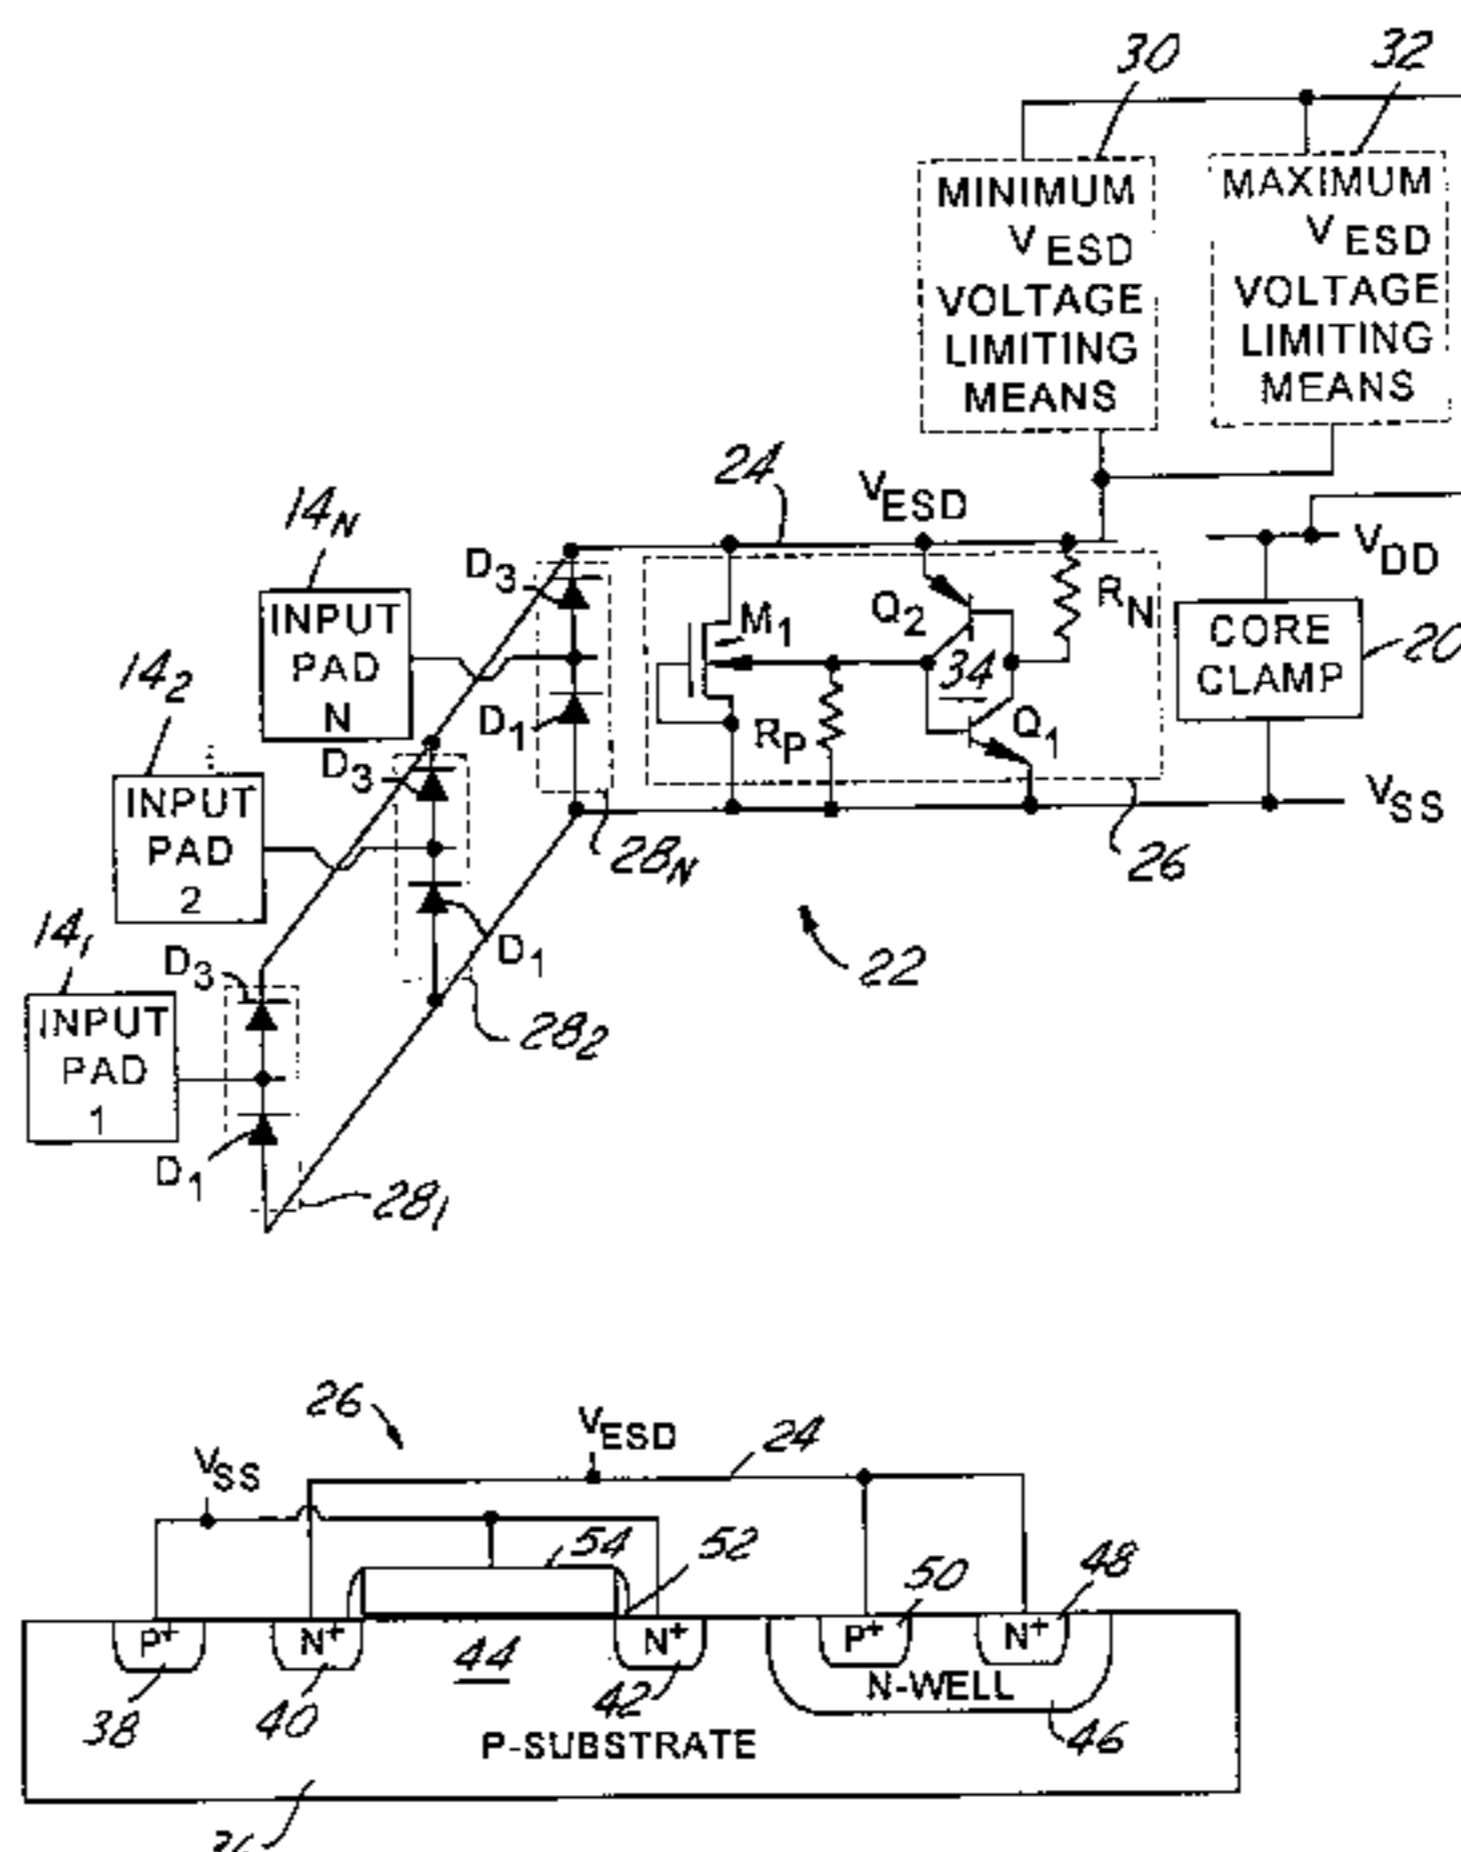 30
32
MINIMUM
VESD
VOLTAGE
LIMITING
MEANS
MAXIMUM
VESD
VOLTAGE
LIMITING
MEANS
24
VESD
14N
INPUT
PAD
N
D3
D1
28N
M1
RP
Q2
34
Q1
RN
26
VDD
CORE
CLAMP
20
VSS
22
142
INPUT
PAD
2
D3
D1
282
141
INPUT
PAD
1
D3
D1
281
26
VESD
24
VSS
54
52
50
48
P+
N+
44
N+
P+
N+
N-WELL
38
40
42
46
P-SUBSTRATE